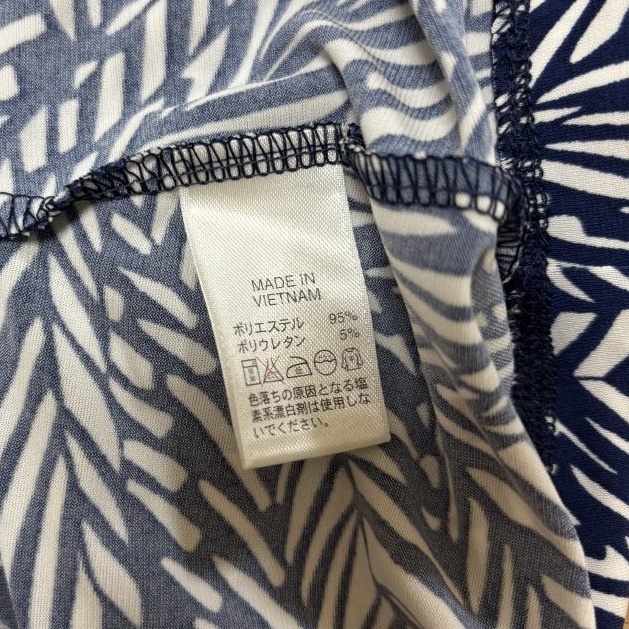 MADE IN
VIETNAM
ポリエステル 95%
ポリウレタン 5%
色落ちの原因となる塩
素系漂白剤は使用しな
いでください。